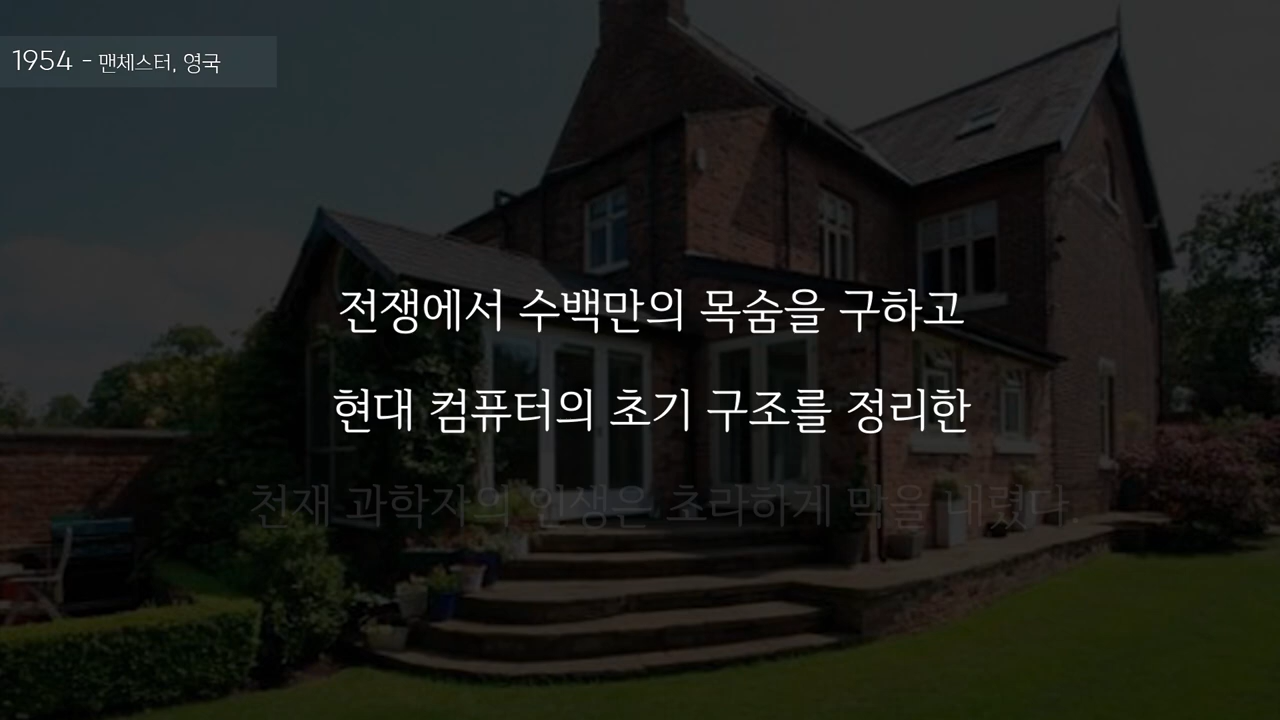 1954 - 맨체스터, 영국
전쟁에서 수백만의 목숨을 구하고
현대 컴퓨터의 초기 구조를 정리한
천재 과학자의 인생은 초라하게 막을 내렸다